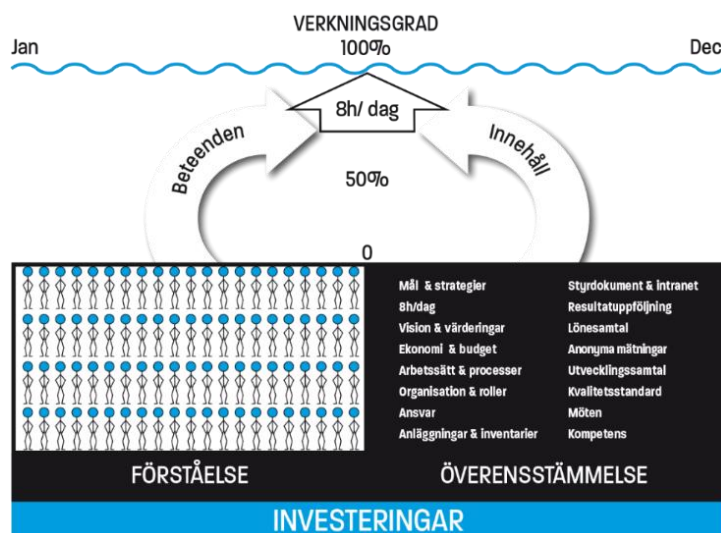 VERKNINGSGRAD
Jan
100%
Dec
8h/ dag
Beteenden
Innehåll
50%
0
Mål & strategier
8h/dag
Vision & värderingar
Ekonomi & budget
Arbetssätt & processer
Organisation & roller
Ansvar
Anläggningar & inventarier
Styrdokument & intranet
Resultatuppföljning
Lönesamtal
Anonyma mätningar
Utvecklingssamtal
Kvalitetsstandard
Möten
Kompetens
FÖRSTÅELSE
ÖVERENSSTÄMMELSE
INVESTERINGAR